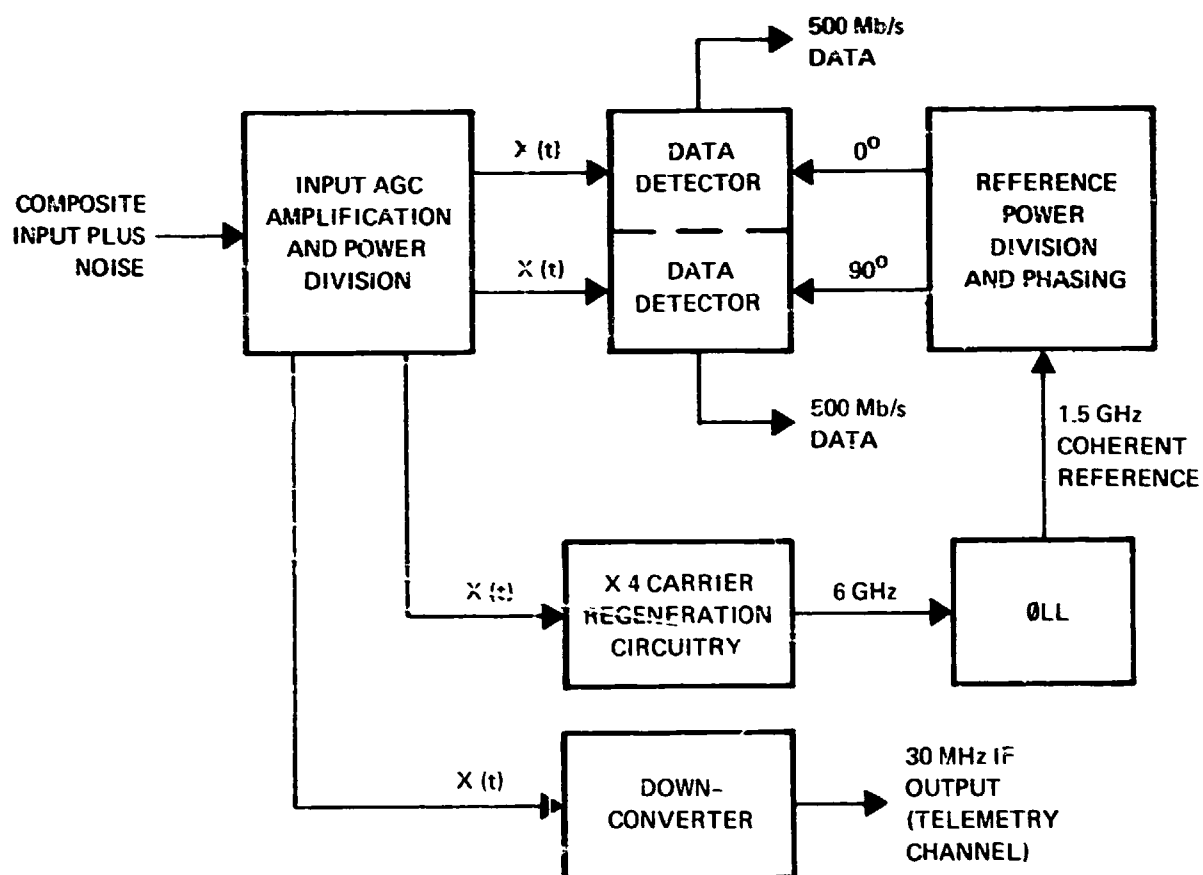 500 Mb/s
DATA
COMPOSITE
INPUT PLUS
NOISE
INPUT AGC
AMPLIFICATION
AND POWER
DIVISION
X (t)
X (t)
DATA
DETECTOR
DATA
DETECTOR
0°
90°
REFERENCE
POWER
DIVISION
AND PHASING
500 Mb/s
DATA
1.5 GHz
COHERENT
REFERENCE
X (t)
X 4 CARRIER
REGENERATION
CIRCUITRY
6 GHz
ØLL
X (t)
DOWN-
CONVERTER
30 MHz IF
OUTPUT
(TELEMETRY
CHANNEL)